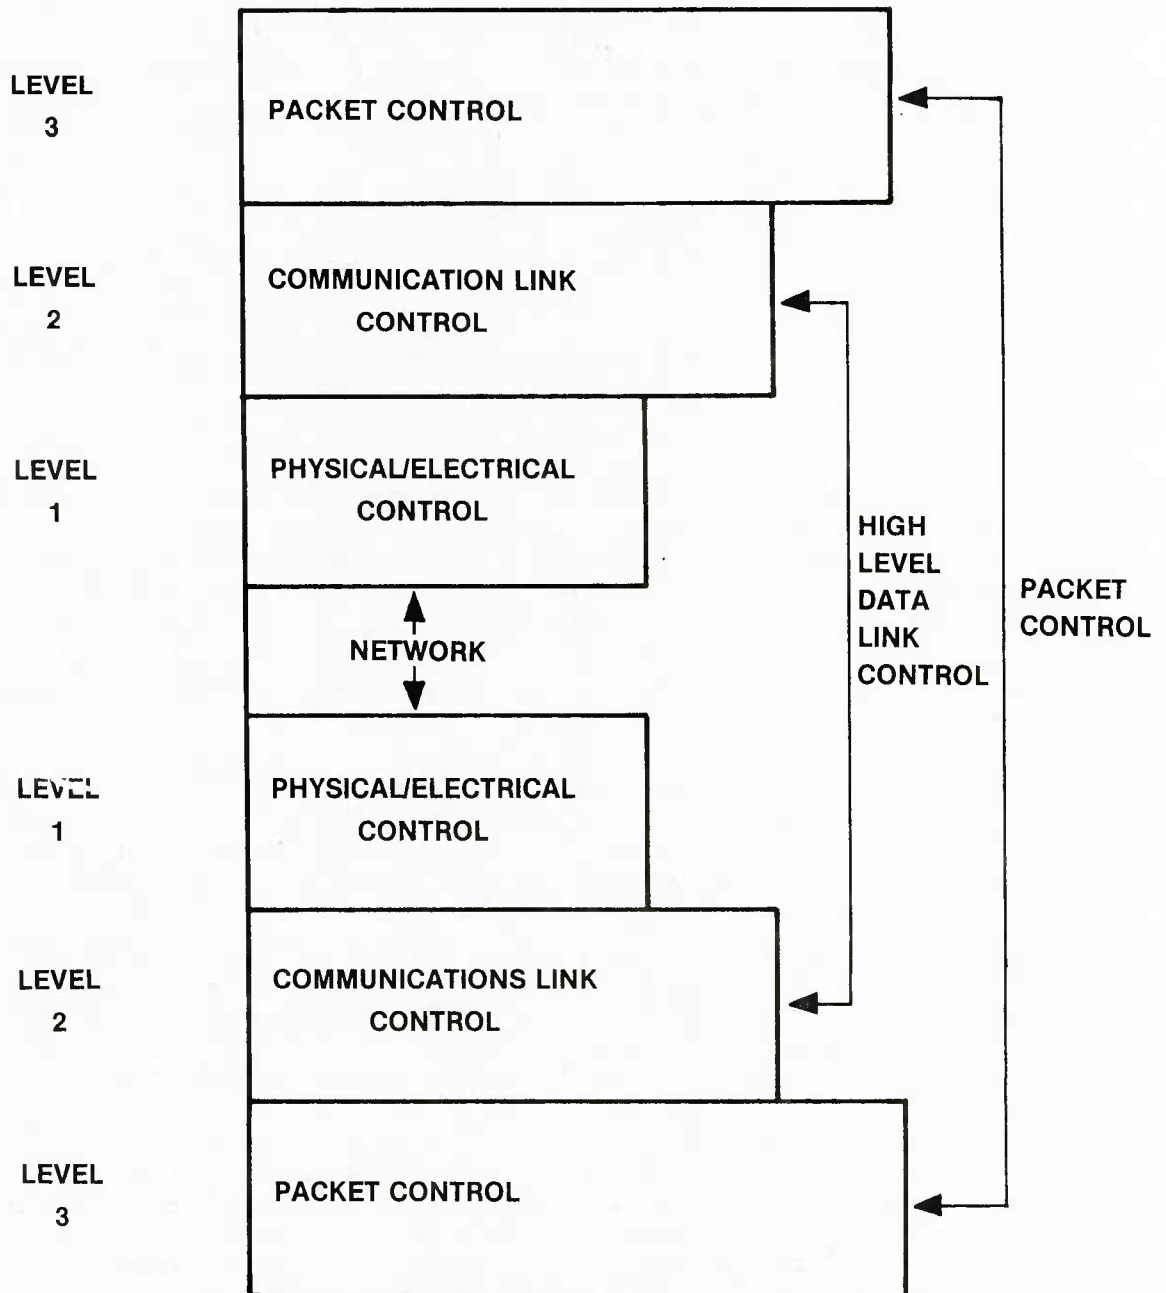 LEVEL
3
PACKET CONTROL
LEVEL
2
COMMUNICATION LINK
CONTROL
LEVEL
1
PHYSICAL/ELECTRICAL
CONTROL
HIGH
LEVEL
DATA
LINK
CONTROL
PACKET
CONTROL
NETWORK
LEVEL
1
PHYSICAL/ELECTRICAL
CONTROL
LEVEL
2
COMMUNICATIONS LINK
CONTROL
LEVEL
3
PACKET CONTROL